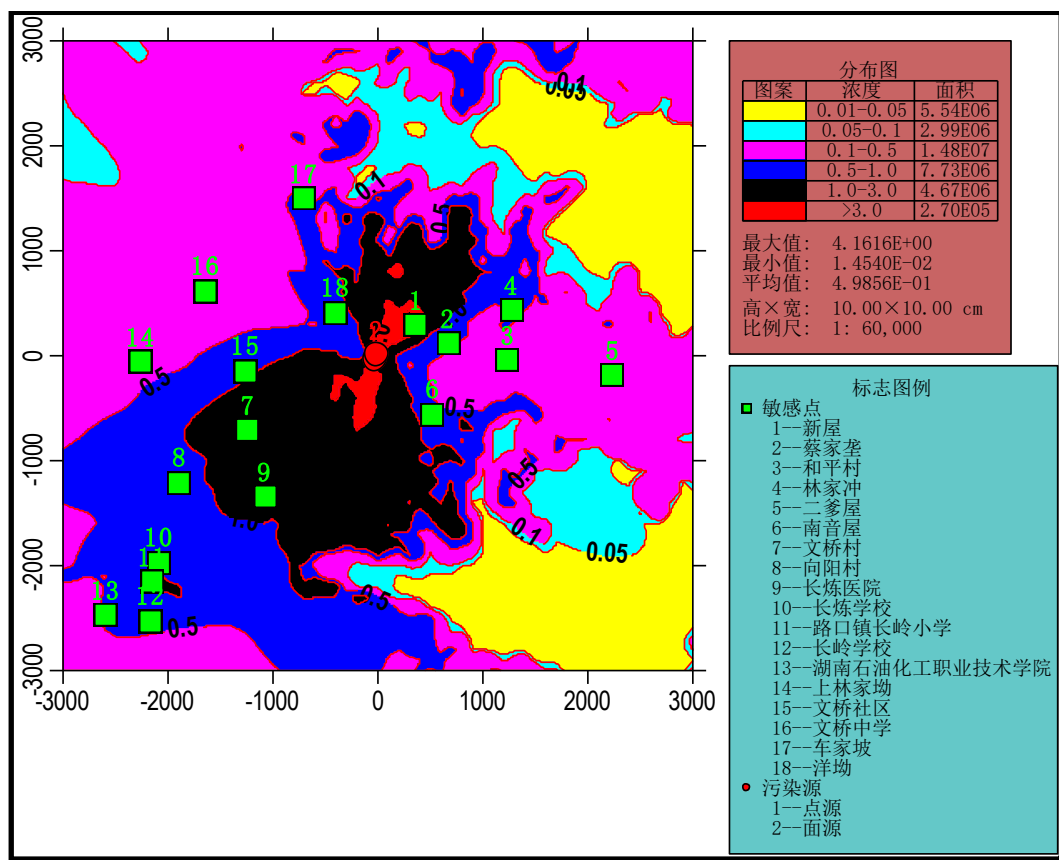 3000
2000
1000
0
-1000
-2000
-3000
-3000
-2000
-1000
0
1000
2000
3000
0.1
0.05
17
0.1
0.5
16
18
1
4
2
14
15
3
5
0.5
6
0.5
7
8
9
0.5
0.1
0.05
10
11
12
13
0.5
0.5
分布图
图案 浓度 面积
0.01-0.05 5.54E06
0.05-0.1 2.99E06
0.1-0.5 1.48E07
0.5-1.0 7.73E06
1.0-3.0 4.67E06
>3.0 2.70E05
最大值: 4.1616E+00
最小值: 1.4540E-02
平均值: 4.9856E-01
高×宽: 10.00×10.00 cm
比例尺: 1: 60,000
标志图例
敏感点
1--新屋
2--蔡家垄
3--和平村
4--林家冲
5--二爹屋
6--南音屋
7--文桥村
8--向阳村
9--长炼医院
10--长炼学校
11--路口镇长岭小学
12--长岭学校
13--湖南石油化工职业技术学院
14--上林家坳
15--文桥社区
16--文桥中学
17--车家坡
18--洋坳
污染源
1--点源
2--面源